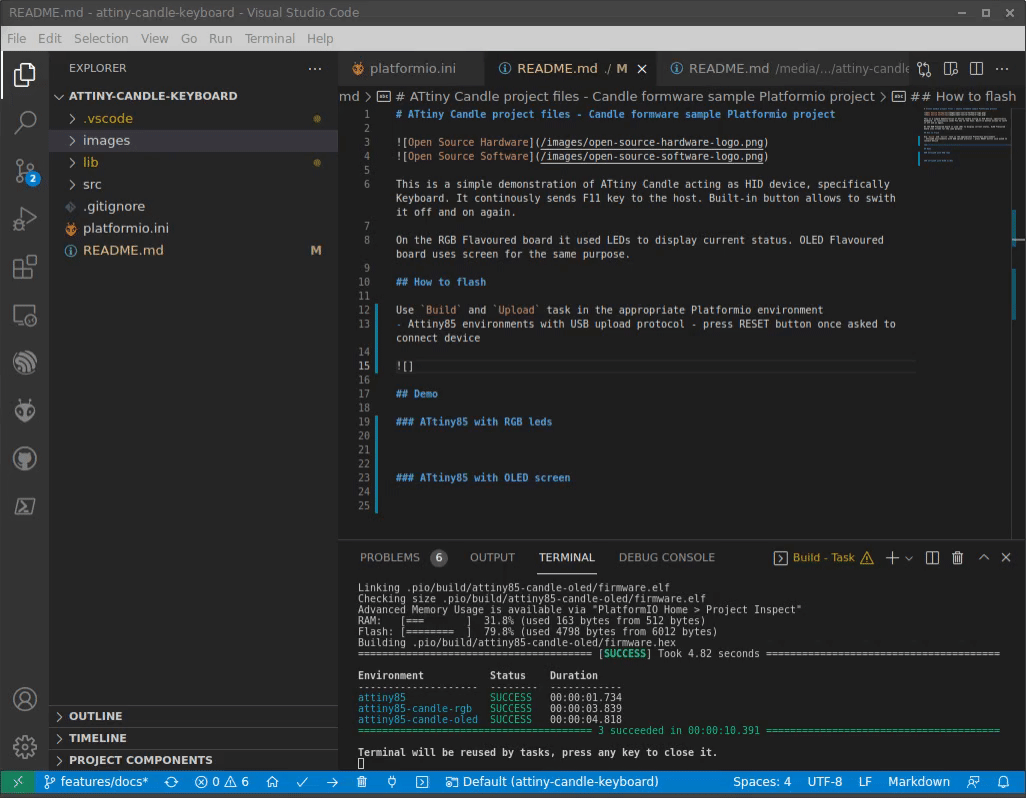 README.md - attiny-candle-keyboard - Visual Studio Code
File Edit Selection View Go Run Terminal Help
EXPLORER
ATTINY-CANDLE-KEYBOARD
.vscode
images
lib
src
.gitignore
platformio.ini
README.md M
OUTLINE
TIMELINE
PROJECT COMPONENTS
2
platformio.ini README.md ./ M README.md /media/.../attiny-candle
md > # ATtiny Candle project files - Candle formware sample Platformio project > ## How to flash
1 # ATtiny Candle project files - Candle formware sample Platformio project
2
3 ![Open Source Hardware](/images/open-source-hardware-logo.png)
4 ![Open Source Software](/images/open-source-software-logo.png)
5
6 This is a simple demonstration of ATtiny Candle acting as HID device, specifically
Keyboard. It continously sends F11 key to the host. Built-in button allows to swith
it off and on again.
7
8 On the RGB Flavoured board it used LEDs to display current status. OLED Flavoured
board uses screen for the same purpose.
9
10 ## How to flash
11
12 Use `Build` and `Upload` task in the appropriate Platformio environment
13 - Attiny85 environments with USB upload protocol - press RESET button once asked to
connect device
14
15 ![]
16
17 ## Demo
18
19 ### ATtiny85 with RGB leds
20
21
22
23 ### ATtiny85 with OLED screen
24
25
PROBLEMS 6 OUTPUT TERMINAL DEBUG CONSOLE Build - Task
Linking .pio/build/attiny85-candle-oled/firmware.elf
Checking size .pio/build/attiny85-candle-oled/firmware.elf
Advanced Memory Usage is available via "PlatformIO Home > Project Inspect"
RAM:   [===       ]  31.8% (used 163 bytes from 512 bytes)
Flash: [========  ]  79.8% (used 4798 bytes from 6012 bytes)
Building .pio/build/attiny85-candle-oled/firmware.hex
======================================= [SUCCESS] Took 4.82 seconds =======================================
Environment Status Duration
-------------------- -------- ------------
attiny85 SUCCESS 00:00:01.734
attiny85-candle-rgb SUCCESS 00:00:03.839
attiny85-candle-oled SUCCESS 00:00:04.818
======================================= 3 succeeded in 00:00:10.391 =======================================
Terminal will be reused by tasks, press any key to close it.
features/docs* 0 6 Default (attiny-candle-keyboard) Spaces: 4 UTF-8 LF Markdown